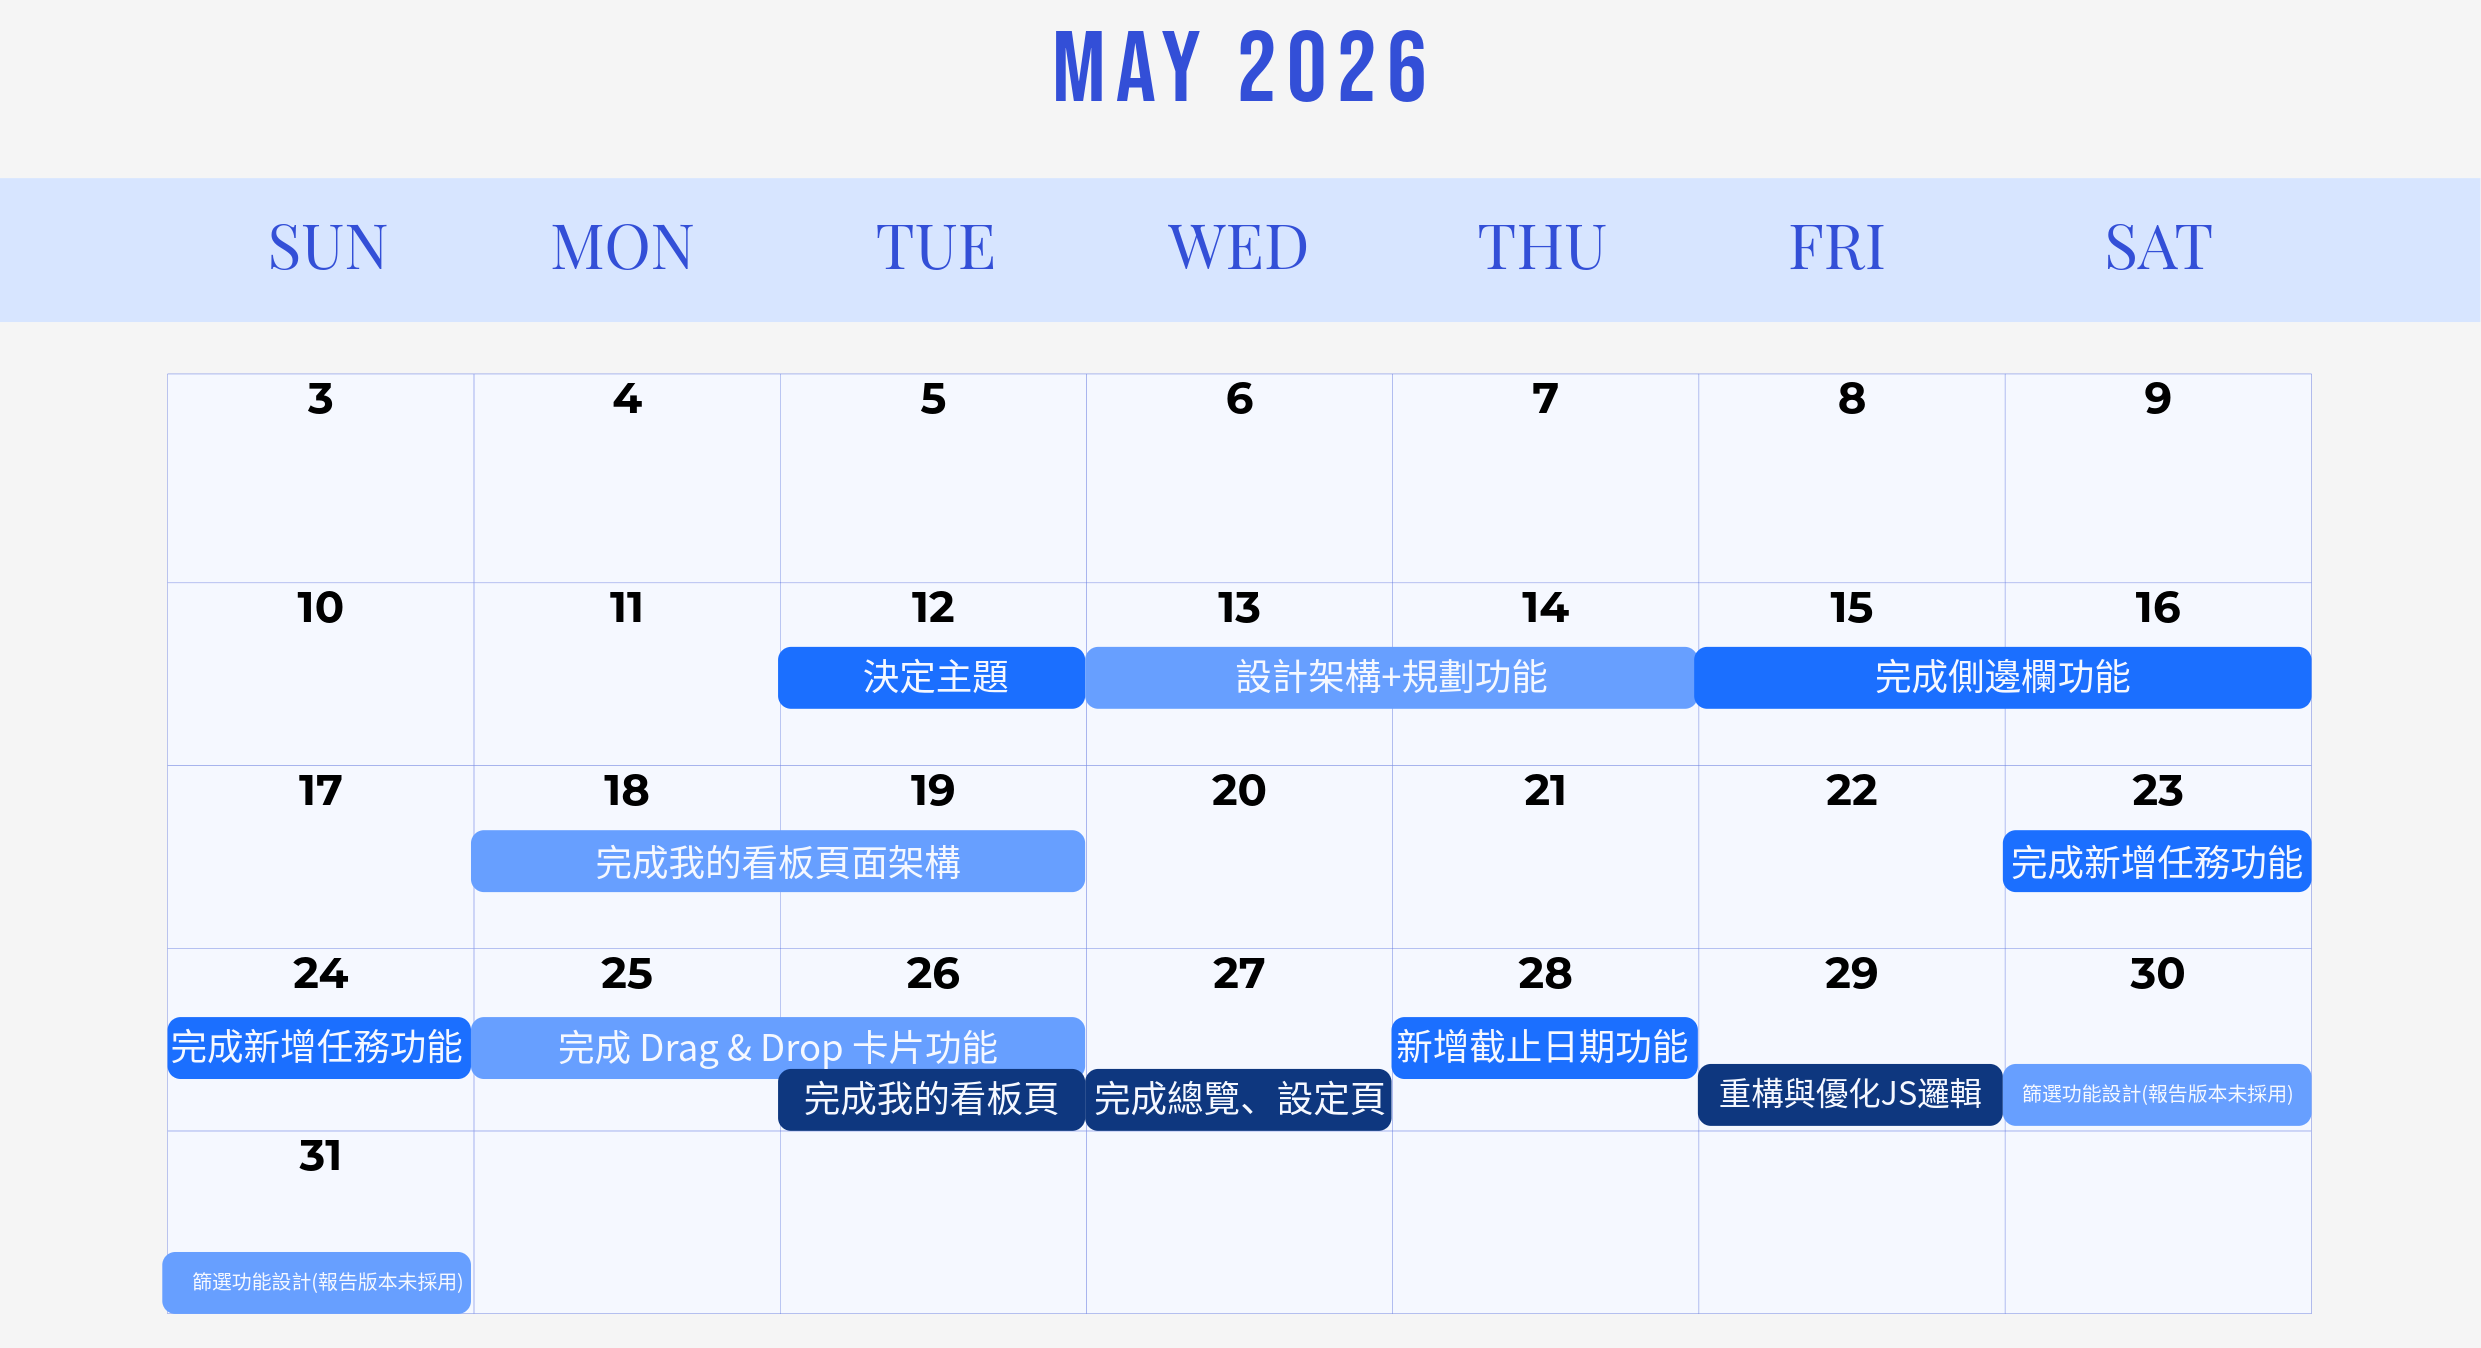 MAY 2026
SUN MON TUE WED THU FRI SAT
3 4 5 6 7 8 9
10 11 12 13 14 15 16
決定主題 設計架構+規劃功能 完成側邊欄功能
17 18 19 20 21 22 23
完成我的看板頁面架構 完成新增任務功能
24 25 26 27 28 29 30
完成新增任務功能 完成 Drag & Drop 卡片功能 新增截止日期功能
完成我的看板頁 完成總覽、設定頁 重構與優化JS邏輯 篩選功能設計(報告版本未採用)
31
篩選功能設計(報告版本未採用)